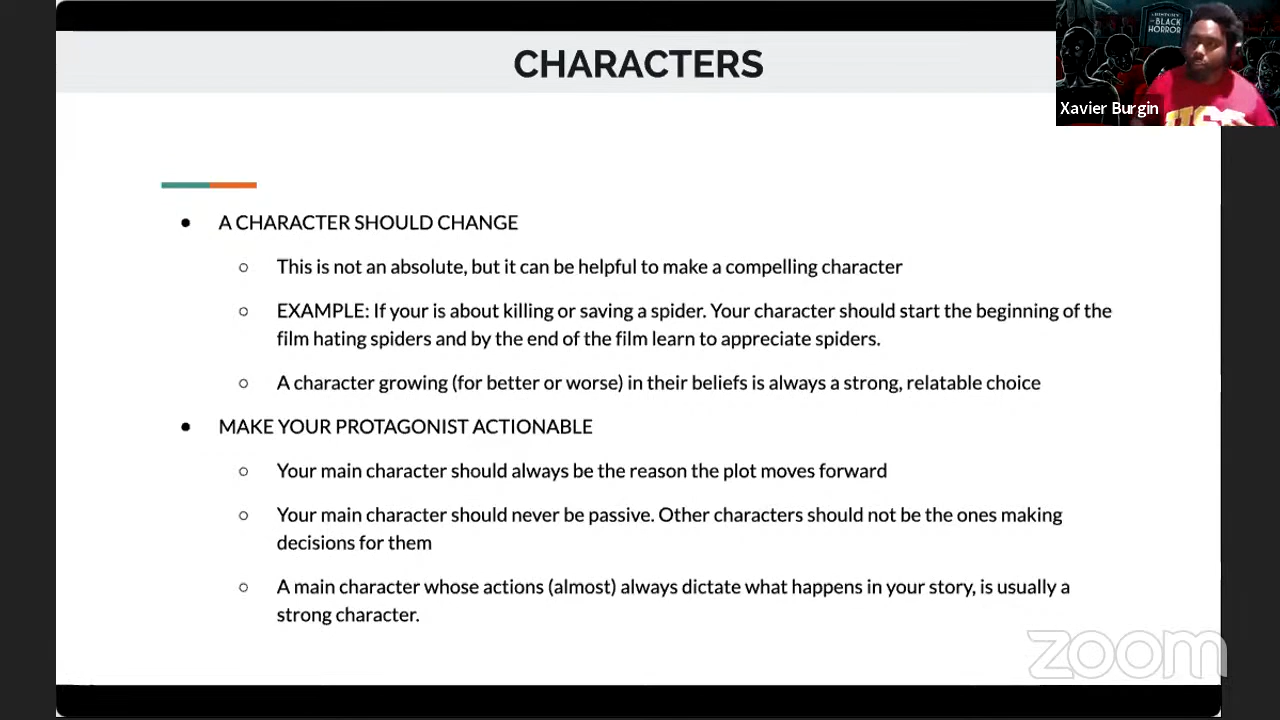 CHARACTERS
A HISTORY
OF BLACK
HORROR
Xavier Burgin
A CHARACTER SHOULD CHANGE
This is not an absolute, but it can be helpful to make a compelling character
EXAMPLE: If your is about killing or saving a spider. Your character should start the beginning of the
film hating spiders and by the end of the film learn to appreciate spiders.
A character growing (for better or worse) in their beliefs is always a strong, relatable choice
MAKE YOUR PROTAGONIST ACTIONABLE
Your main character should always be the reason the plot moves forward
Your main character should never be passive. Other characters should not be the ones making
decisions for them
A main character whose actions (almost) always dictate what happens in your story, is usually a
strong character.
zoom